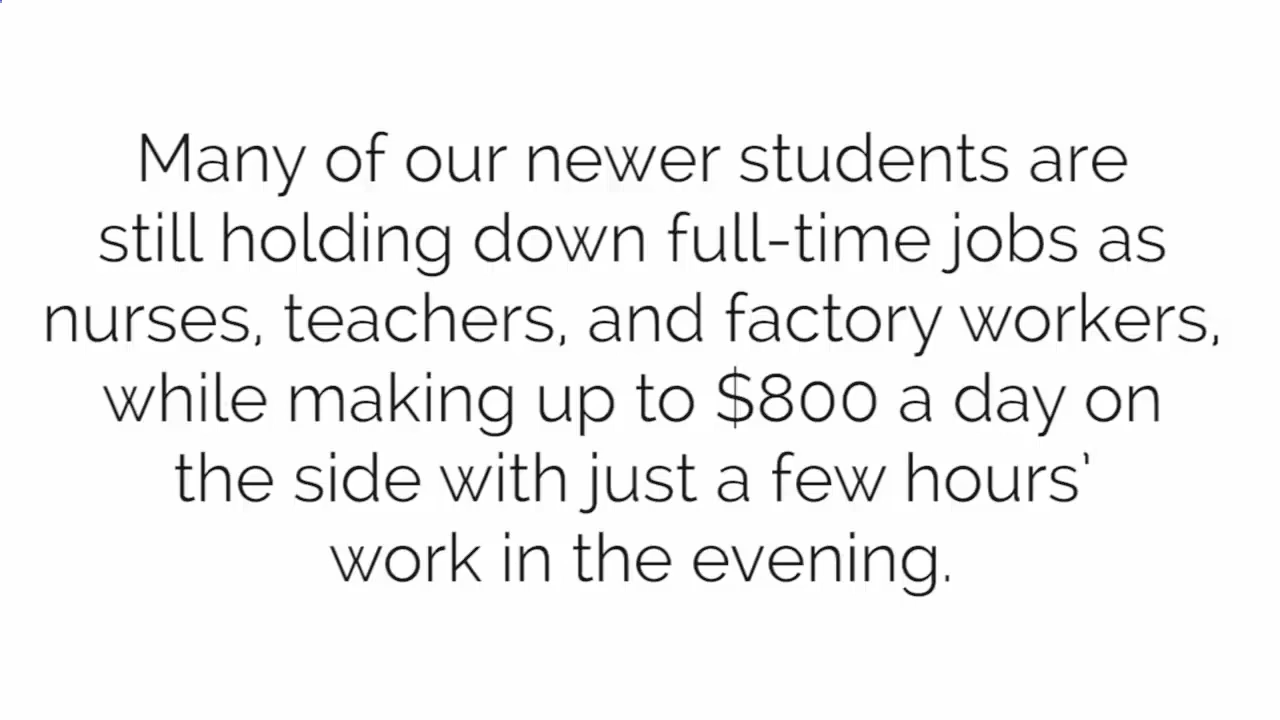 Many of our newer students are
still holding down full-time jobs as
nurses, teachers, and factory workers,
while making up to $800 a day on
the side with just a few hours’
work in the evening.